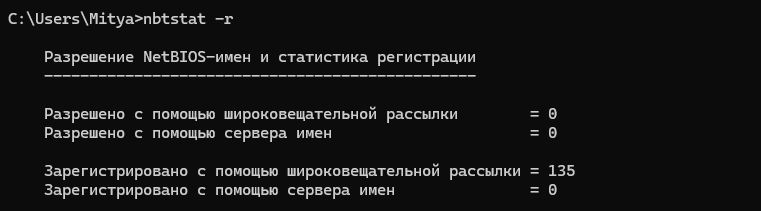 C:\Users\Mitya>nbtstat -r
Разрешение NetBIOS-имен и статистика регистрации
------------------------------------------------
Разрешено с помощью широковещательной рассылки = 0
Разрешено с помощью сервера имен = 0
Зарегистрировано с помощью широковещательной рассылки = 135
Зарегистрировано с помощью сервера имен = 0